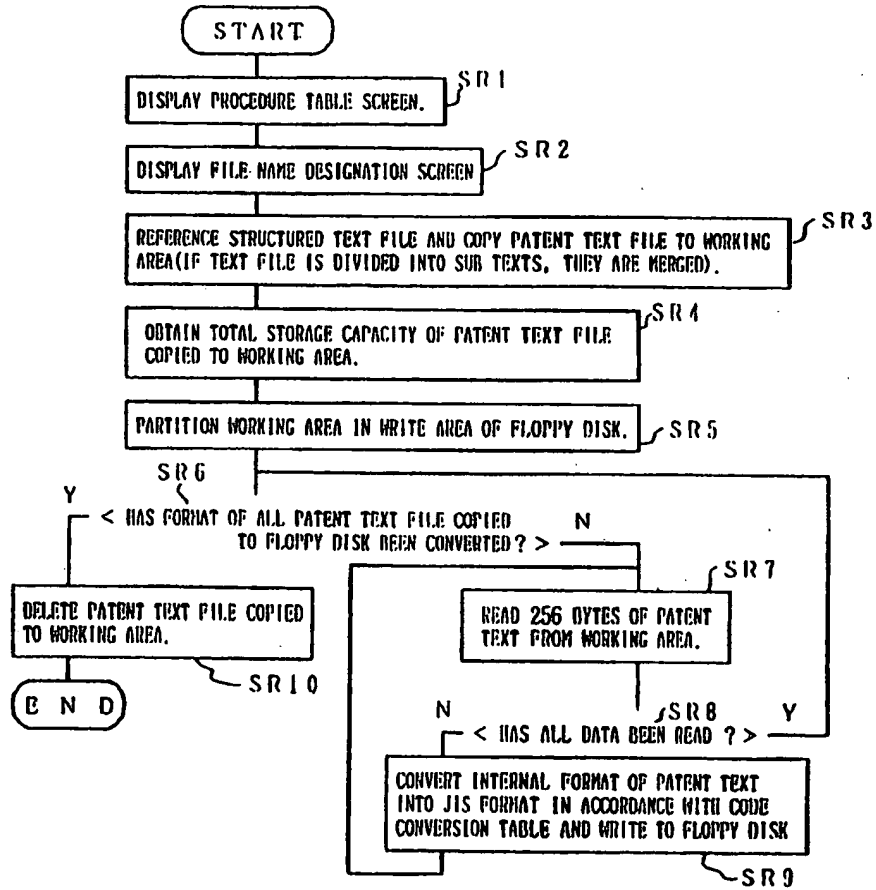 START
SR1
DISPLAY PROCEDURE TABLE SCREEN.
SR2
DISPLAY FILE NAME DESIGNATION SCREEN
SR3
REFERENCE STRUCTURED TEXT FILE AND COPY PATENT TEXT FILE TO WORKING
AREA(IF TEXT FILE IS DIVIDED INTO SUB TEXTS, THEY ARE MERGED).
SR4
OBTAIN TOTAL STORAGE CAPACITY OF PATENT TEXT FILE
COPIED TO WORKING AREA.
PARTITION WORKING AREA IN WRITE AREA OF FLOPPY DISK.
SR5
SR6
Y
< HAS FORMAT OF ALL PATENT TEXT FILE COPIED
N
TO FLOPPY DISK BEEN CONVERTED? >
SR7
DELETE PATENT TEXT FILE COPIED
TO WORKING AREA.
READ 256 BYTES OF PATENT
TEXT FROM WORKING AREA.
SR10
END
SR8
N
< HAS ALL DATA BEEN READ ? >
Y
CONVERT INTERNAL FORMAT OF PATENT TEXT
INTO JIS FORMAT IN ACCORDANCE WITH CODE
CONVERSION TABLE AND WRITE TO FLOPPY DISK
SR9